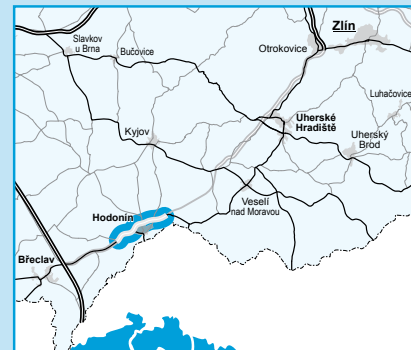 Zlín
Slavkov
u Brna
Bučovice
Otrokovice
Luhačovice
Kyjov
Uherské
Hradiště
Uherský
Brod
Hodonín
Veselí
nad Moravou
Břeclav